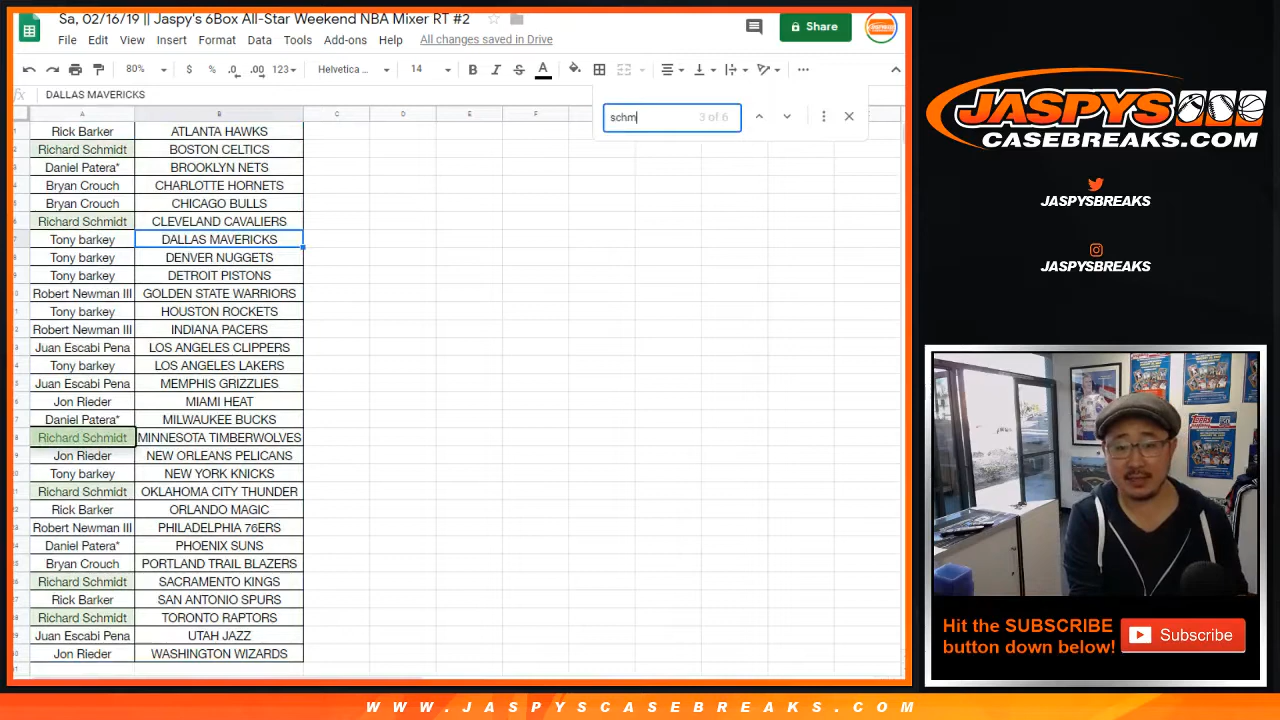 Sa, 02/16/19 || Jaspy's 6Box All-Star Weekend NBA Mixer RT #2
File Edit View Insert Format Data Tools Add-ons Help All changes saved in Drive
Share
80% $ % .0 .00 123 Helvetica ... 14 B I S A
fx DALLAS MAVERICKS
schm 3 of 6
A B C D E F
Rick Barker ATLANTA HAWKS
Richard Schmidt BOSTON CELTICS
Daniel Patera* BROOKLYN NETS
Bryan Crouch CHARLOTTE HORNETS
Bryan Crouch CHICAGO BULLS
Richard Schmidt CLEVELAND CAVALIERS
Tony barkey DALLAS MAVERICKS
Tony barkey DENVER NUGGETS
Tony barkey DETROIT PISTONS
Robert Newman III GOLDEN STATE WARRIORS
Tony barkey HOUSTON ROCKETS
Robert Newman III INDIANA PACERS
Juan Escabi Pena LOS ANGELES CLIPPERS
Tony barkey LOS ANGELES LAKERS
Juan Escabi Pena MEMPHIS GRIZZLIES
Jon Rieder MIAMI HEAT
Daniel Patera* MILWAUKEE BUCKS
Richard Schmidt MINNESOTA TIMBERWOLVES
Jon Rieder NEW ORLEANS PELICANS
Tony barkey NEW YORK KNICKS
Richard Schmidt OKLAHOMA CITY THUNDER
Rick Barker ORLANDO MAGIC
Robert Newman III PHILADELPHIA 76ERS
Daniel Patera* PHOENIX SUNS
Bryan Crouch PORTLAND TRAIL BLAZERS
Richard Schmidt SACRAMENTO KINGS
Rick Barker SAN ANTONIO SPURS
Richard Schmidt TORONTO RAPTORS
Juan Escabi Pena UTAH JAZZ
Jon Rieder WASHINGTON WIZARDS
JASPYS
CASEBREAKS.COM
JASPYSBREAKS
JASPYSBREAKS
Hit the SUBSCRIBE
button down below!
Subscribe
WWW.JASPYSCASEBREAKS.COM